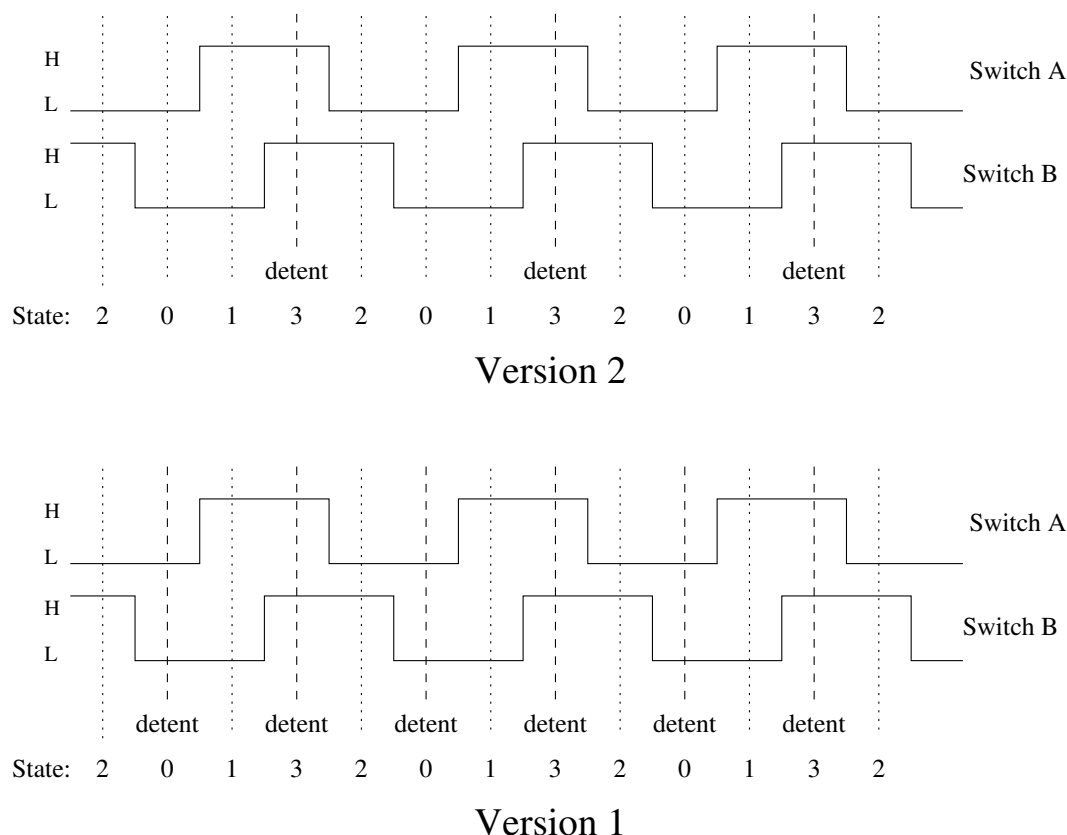 H
Switch A
L
H
Switch B
L
detent detent detent
State: 2 0 1 3 2 0 1 3 2 0 1 3 2
Version 2
H
Switch A
L
H
Switch B
L
detent detent detent detent detent detent
State: 2 0 1 3 2 0 1 3 2 0 1 3 2
Version 1